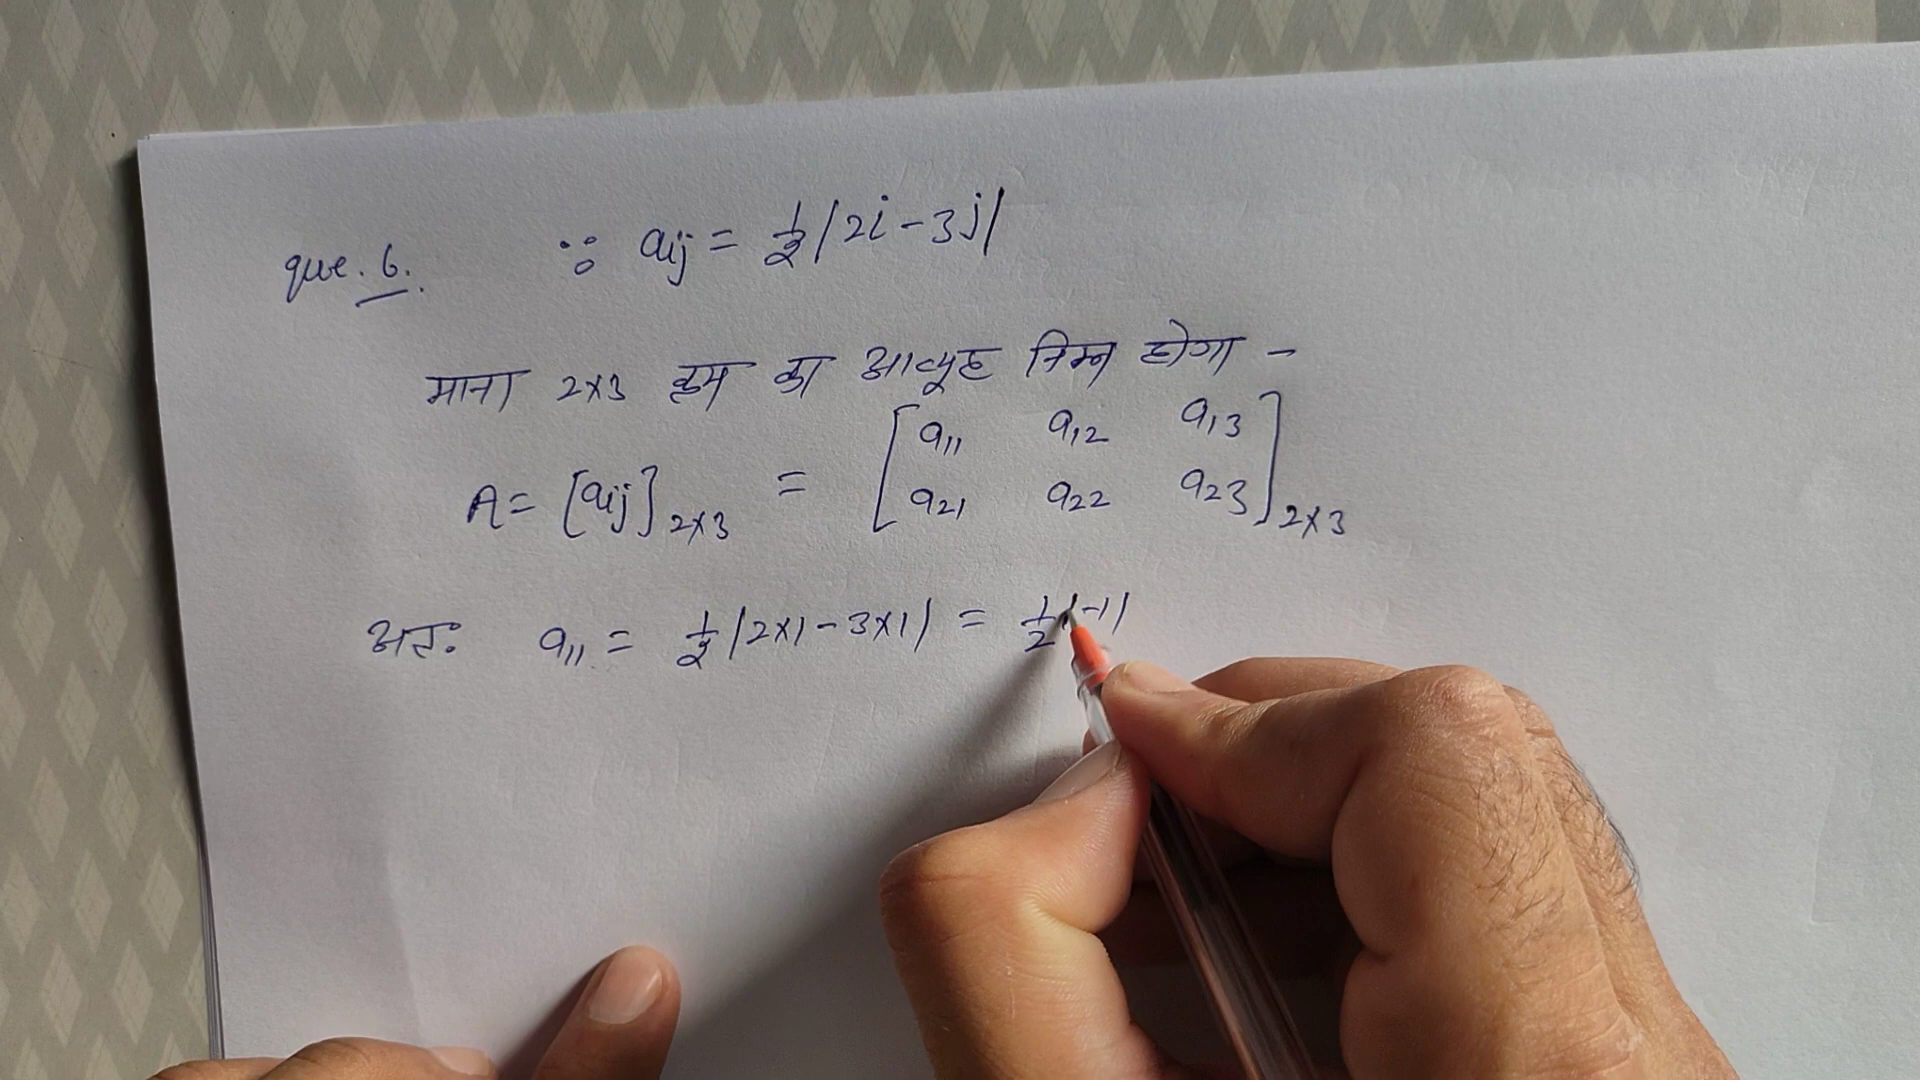 que. 6. ∵ aij = 1/2 |2i - 3j|
माना 2×3 क्रम का आव्यूह निम्न होगा -
A = [aij]2×3 = [a11 a12 a13
a21 a22 a23]2×3
अतः a11 = 1/2 |2×1 - 3×1| = 1/2 |-1|